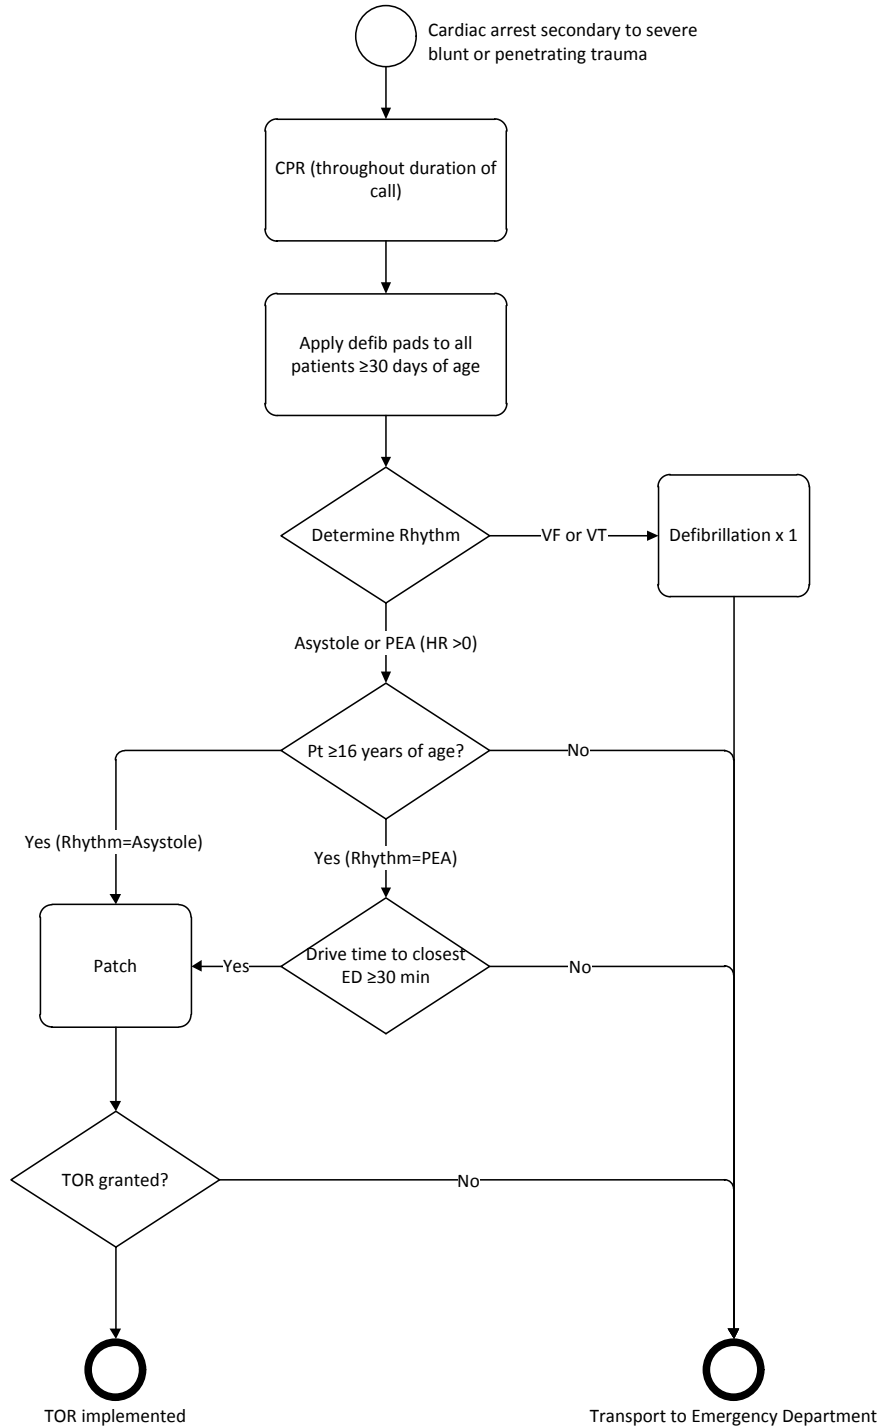 Cardiac arrest secondary to severe
blunt or penetrating trauma
CPR (throughout duration of
call)
Apply defib pads to all
patients ≥30 days of age
Determine Rhythm
VF or VT
Defibrillation x 1
Asystole or PEA (HR >0)
Pt ≥16 years of age?
No
Yes (Rhythm=Asystole)
Yes (Rhythm=PEA)
Patch
Yes
Drive time to closest
ED ≥30 min
No
TOR granted?
No
TOR implemented
Transport to Emergency Department